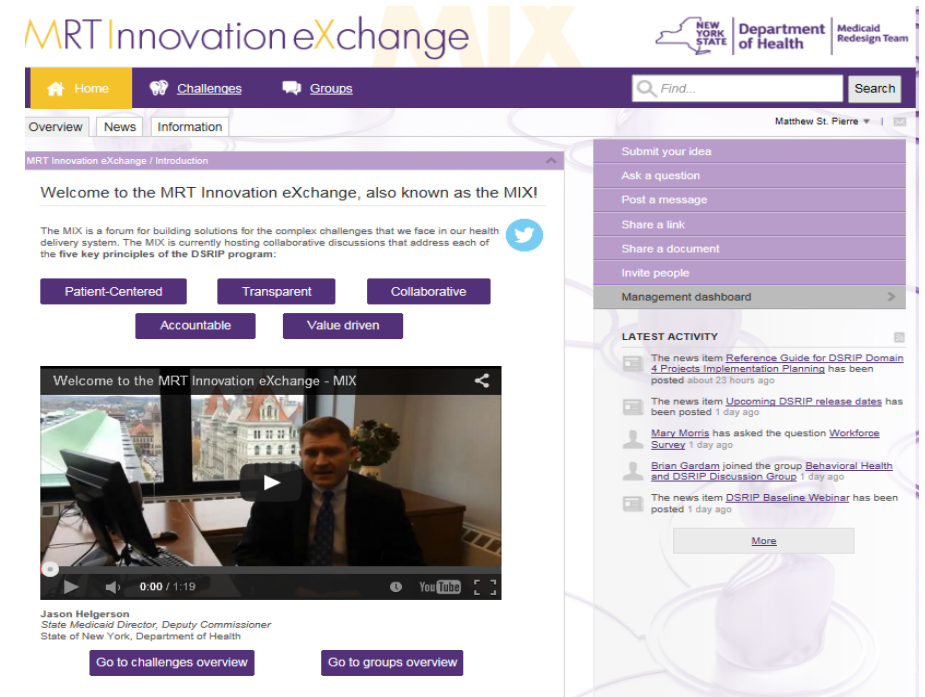 MRT Innovation eXchange
MIX
NEW YORK STATE
Department of Health
Medicaid Redesign Team
Home
Challenges
Groups
Find...
Search
Overview
News
Information
Matthew St. Pierre
MRT Innovation eXchange / Introduction
Welcome to the MRT Innovation eXchange, also known as the MIX!
The MIX is a forum for building solutions for the complex challenges that we face in our health
delivery system. The MIX is currently hosting collaborative discussions that address each of
the five key principles of the DSRIP program:
Patient-Centered
Transparent
Collaborative
Accountable
Value driven
Welcome to the MRT Innovation eXchange - MIX
0:00 / 1:19
YouTube
Jason Helgerson
State Medicaid Director, Deputy Commissioner
State of New York, Department of Health
Go to challenges overview
Go to groups overview
Submit your idea
Ask a question
Post a message
Share a link
Share a document
Invite people
Management dashboard
LATEST ACTIVITY
The news item Reference Guide for DSRIP Domain
4 Projects Implementation Planning has been
posted about 23 hours ago
The news item Upcoming DSRIP release dates has
been posted 1 day ago
Mary Morris has asked the question Workforce
Survey 1 day ago
Brian Gardam joined the group Behavioral Health
and DSRIP Discussion Group 1 day ago
The news item DSRIP Baseline Webinar has been
posted 1 day ago
More